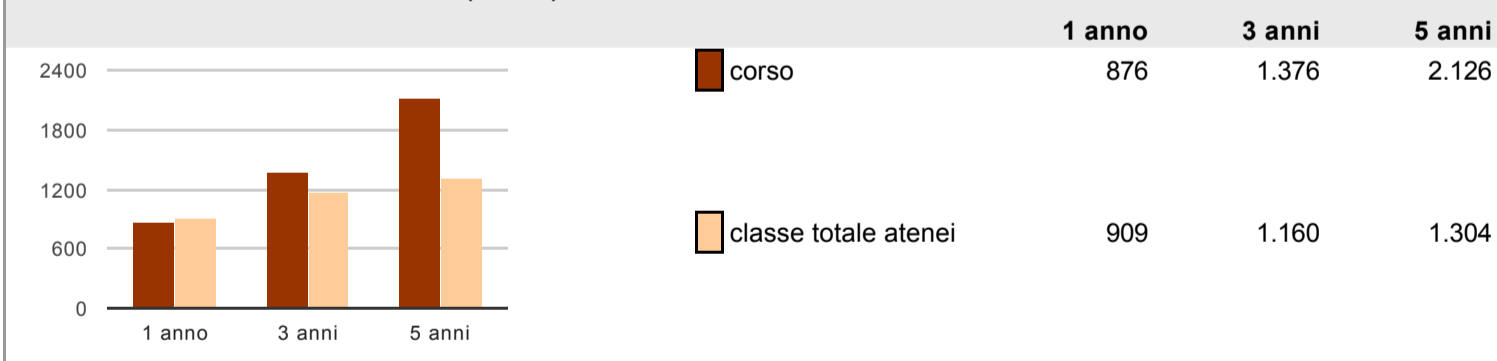 1 anno 3 anni 5 anni
2400 corso 876 1.376 2.126
1800
1200
classe totale atenei 909 1.160 1.304
600
0
1 anno 3 anni 5 anni